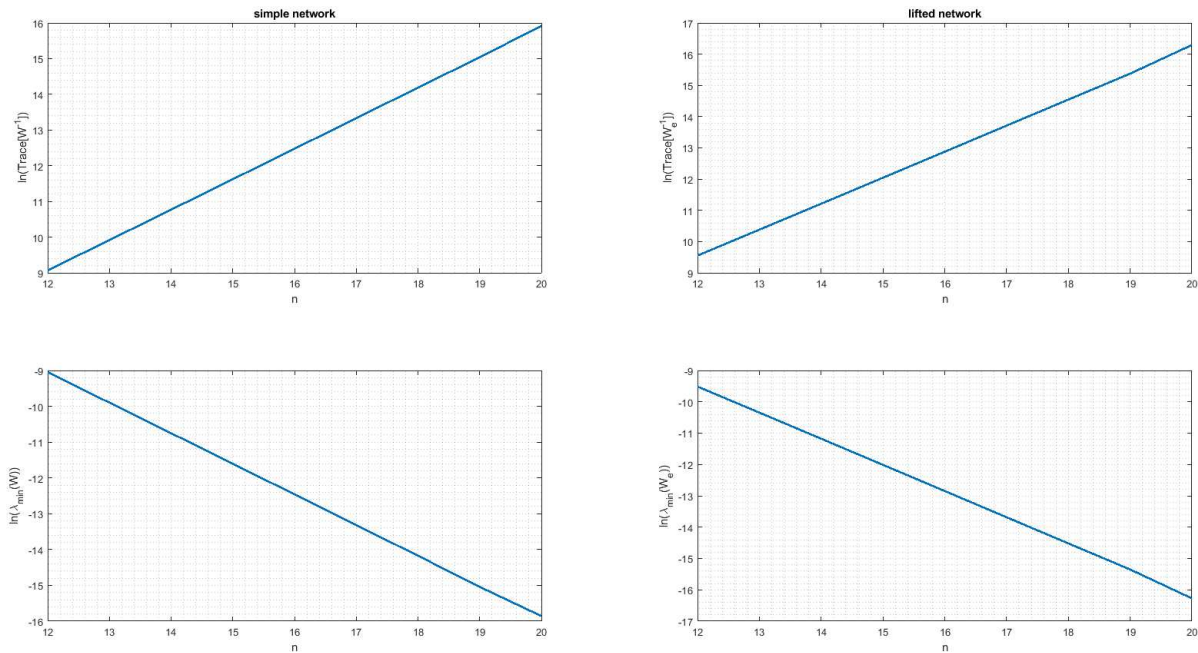 simple network
16
15
14
13
12
11
10
9
ln(Trace[W⁻¹])
12 13 14 15 16 17 18 19 20
n
lifted network
17
16
15
14
13
12
11
10
9
ln(Trace[Wₑ⁻¹])
12 13 14 15 16 17 18 19 20
n
-9
-10
-11
-12
-13
-14
-15
-16
ln(λmin(W))
12 13 14 15 16 17 18 19 20
n
-9
-10
-11
-12
-13
-14
-15
-16
-17
ln(λmin(Wₑ))
12 13 14 15 16 17 18 19 20
n